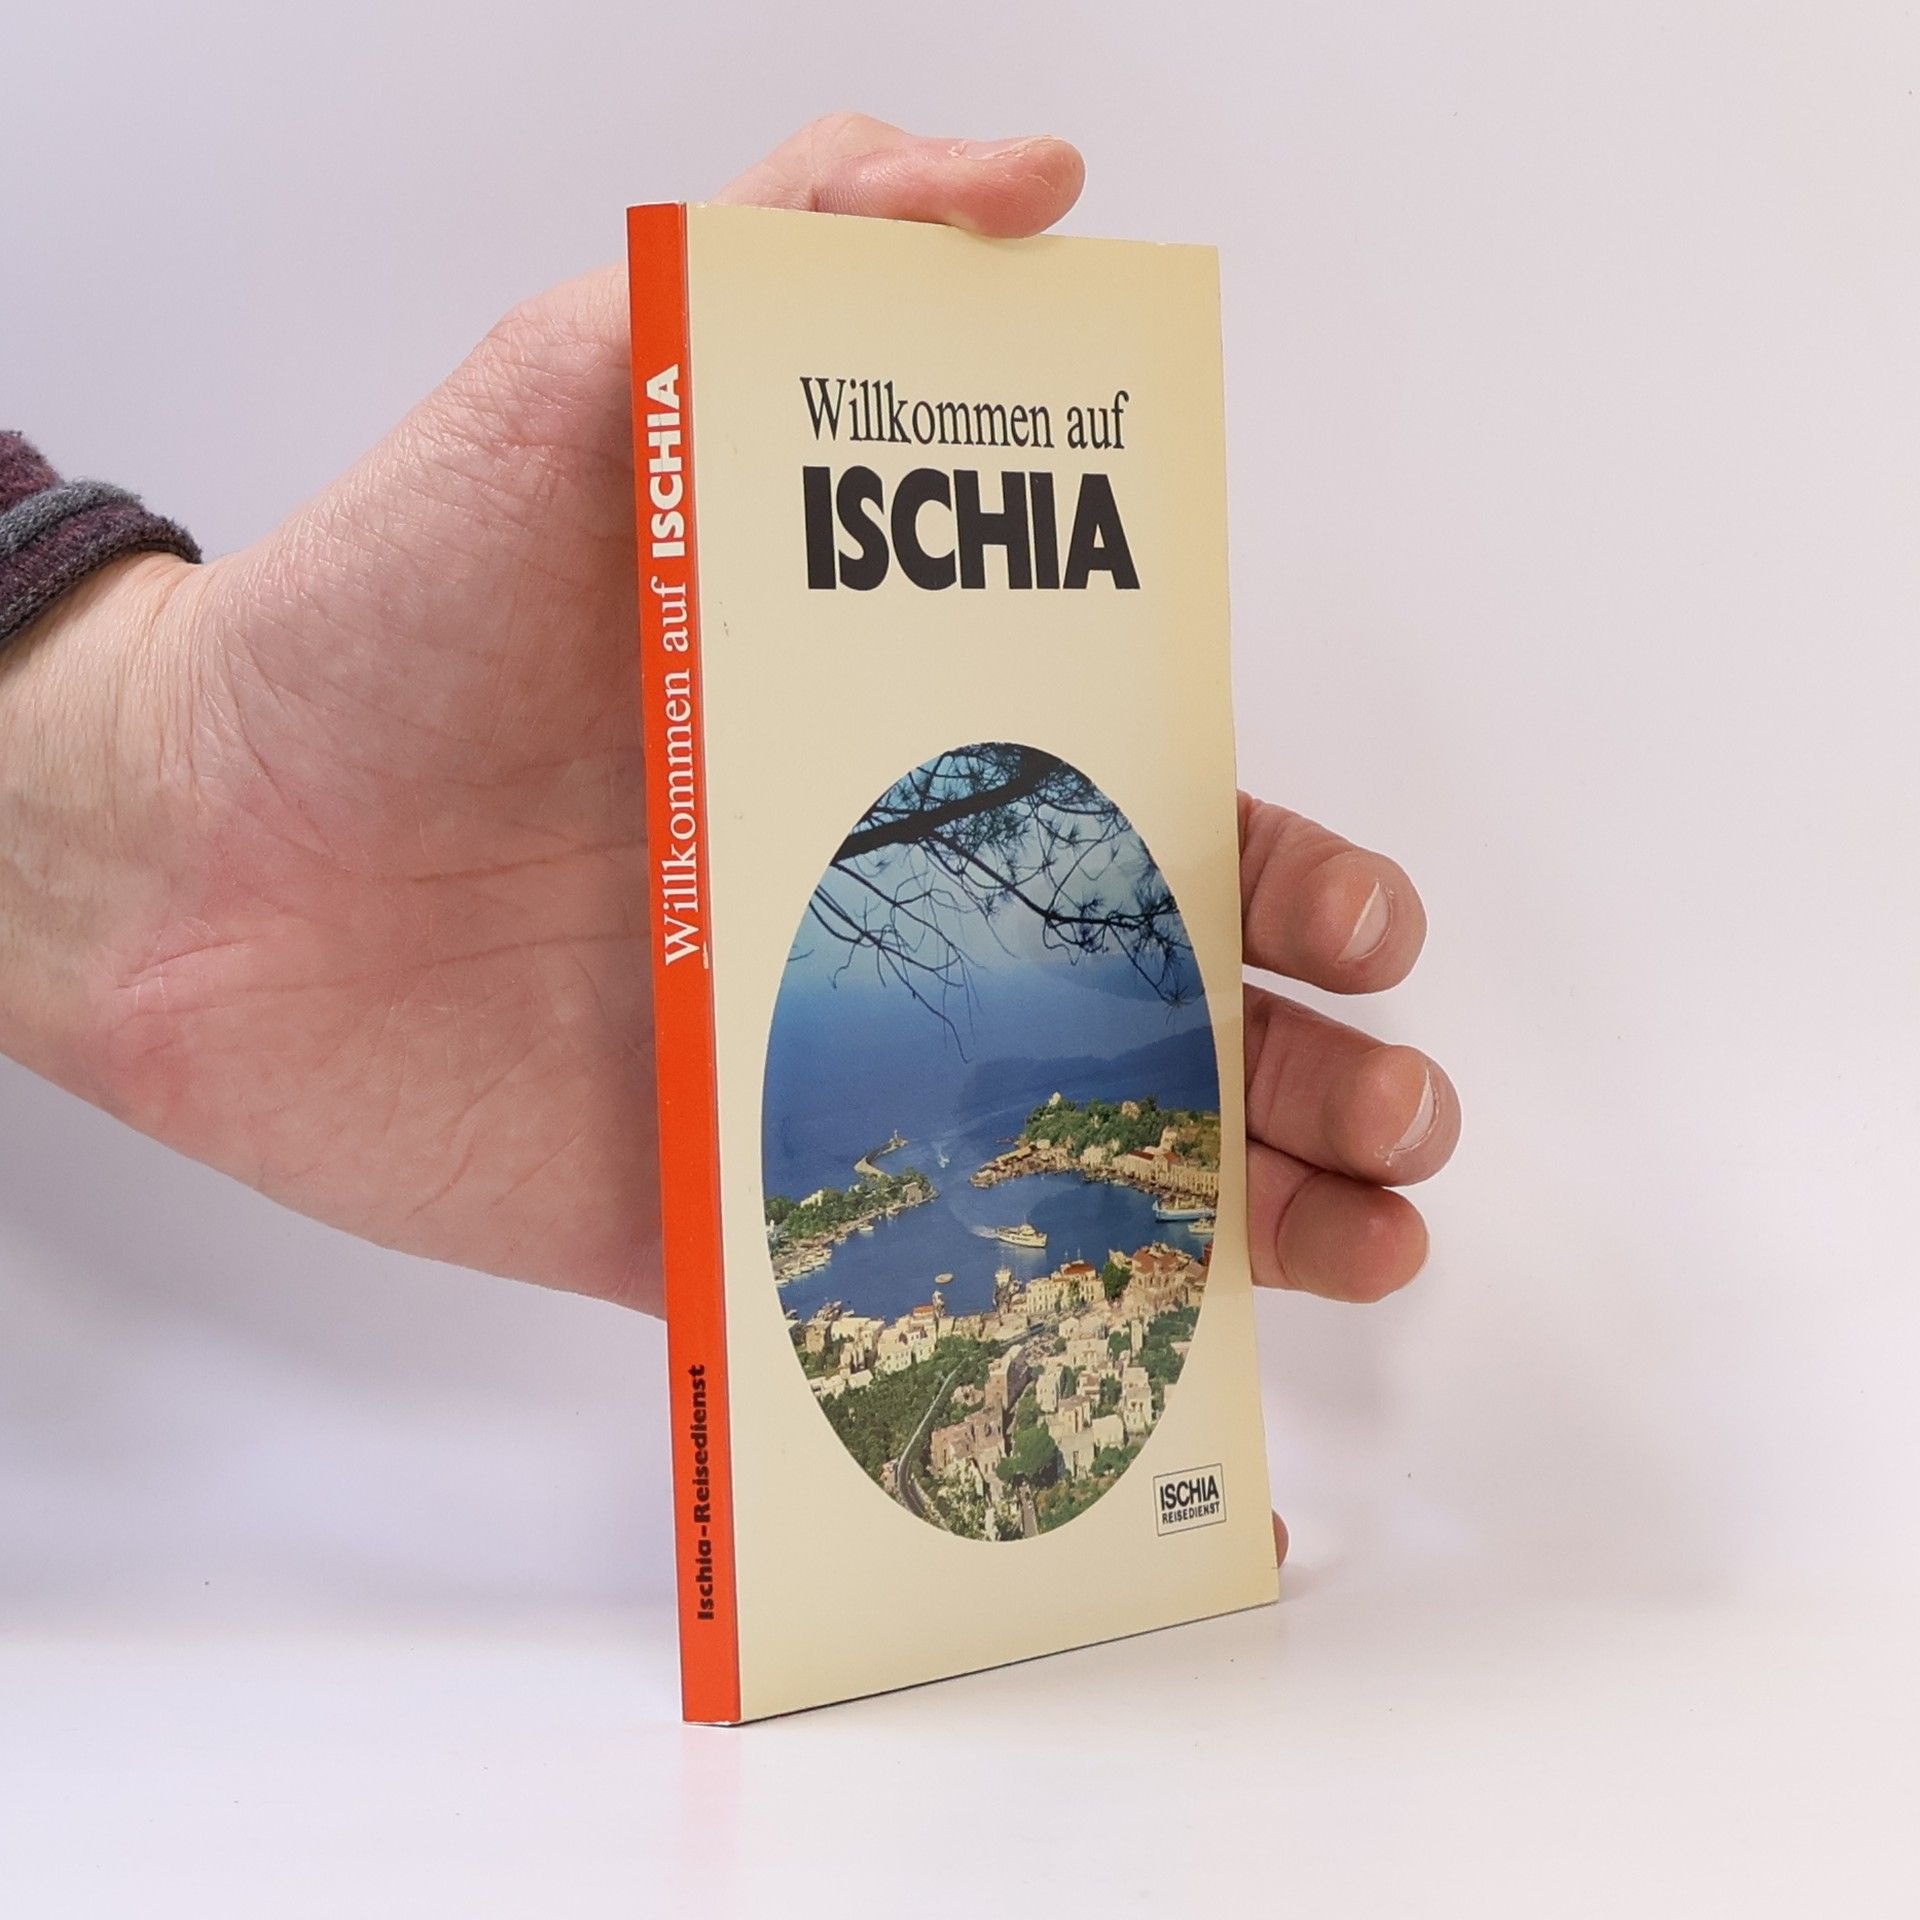 Willkommen auf ISCHIA
Ischia-Reisedienst
Willkommen auf
ISCHIA
ISCHIA
REISEDIENST